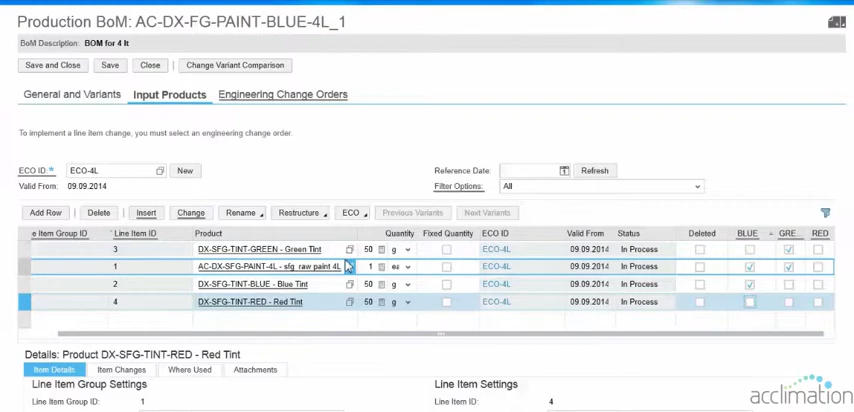 Production BoM: AC-DX-FG-PAINT-BLUE-4L_1
BoM Description: BOM for 4 lt
Save and Close Save Close Change Variant Comparison
General and Variants Input Products Engineering Change Orders
To implement a line item change, you must select an engineering change order.
ECO ID:* ECO-4L New Reference Date: Refresh
Valid From: 09.09.2014 Filter Options: All
Add Row Delete Insert Change Rename Restructure ECO Previous Variants Next Variants
e Item Group ID Line Item ID Product Quantity Fixed Quantity ECO ID Valid From Status Deleted BLUE GRE... RED
3 DX-SFG-TINT-GREEN - Green Tint 50 g ECO-4L 09.09.2014 In Process
1 AC-DX-SFG-PAINT-4L - sfg raw paint 4L 1 ea ECO-4L 09.09.2014 In Process
2 DX-SFG-TINT-BLUE - Blue Tint 50 g ECO-4L 09.09.2014 In Process
4 DX-SFG-TINT-RED - Red Tint 50 g ECO-4L 09.09.2014 In Process
Details: Product DX-SFG-TINT-RED - Red Tint
Item Details Item Changes Where Used Attachments
Line Item Group Settings Line Item Settings
Line Item Group ID: 1 Line Item ID: 4
acclimation